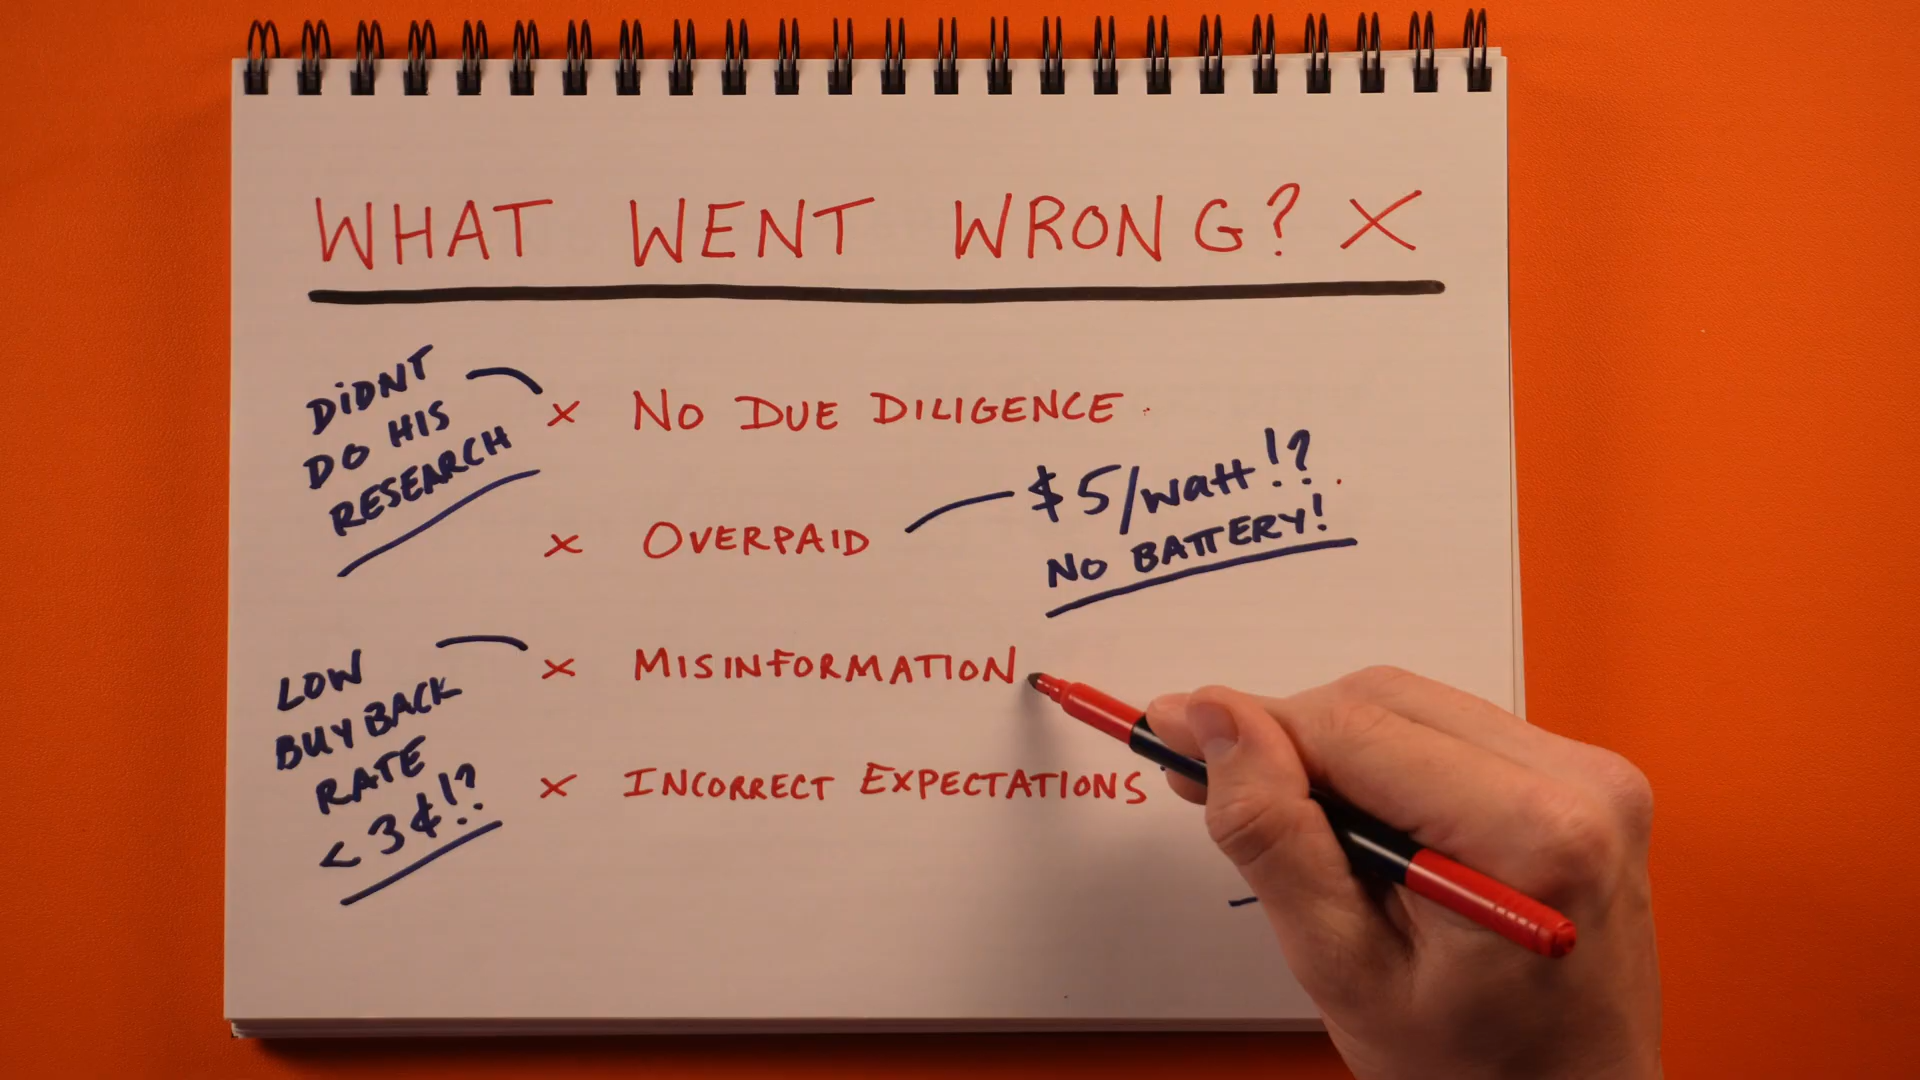 WHAT WENT WRONG? X
DiDNT
DO HIS
RESEARCH
x NO DUE DILIGENCE
x OVERPAID
$5/watt!?
NO BATTERY!
LOW
BUY BACK
RATE
< 3¢!?
x MISINFORMATION
x INCORRECT EXPECTATIONS